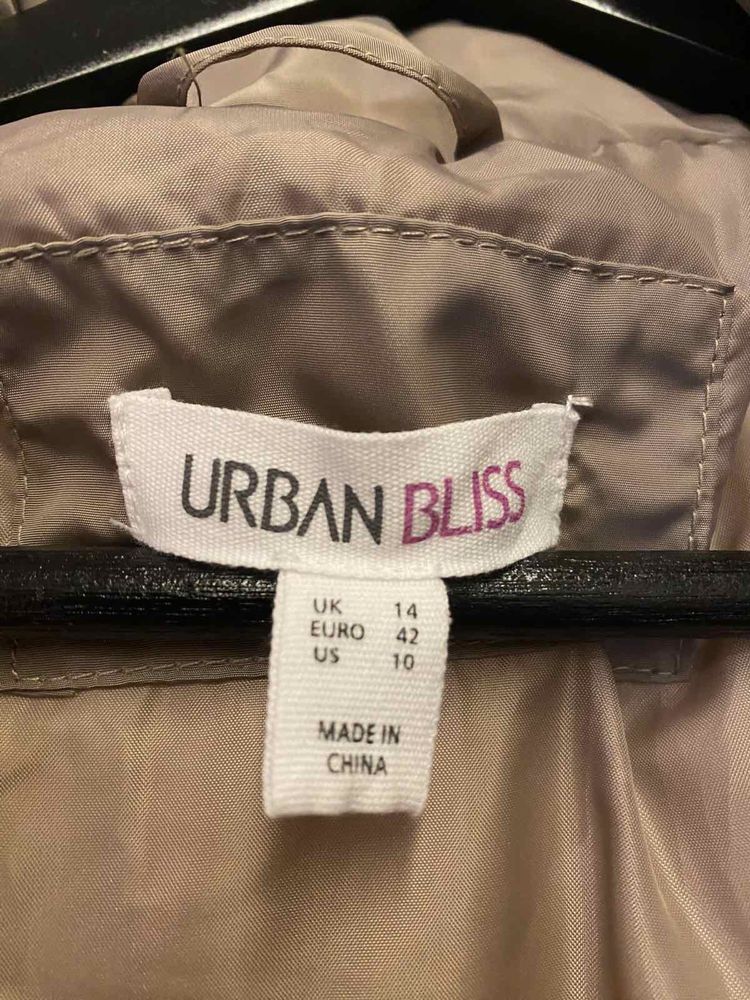 URBAN BLISS
UK 14
EURO 42
US 10
MADE IN
CHINA